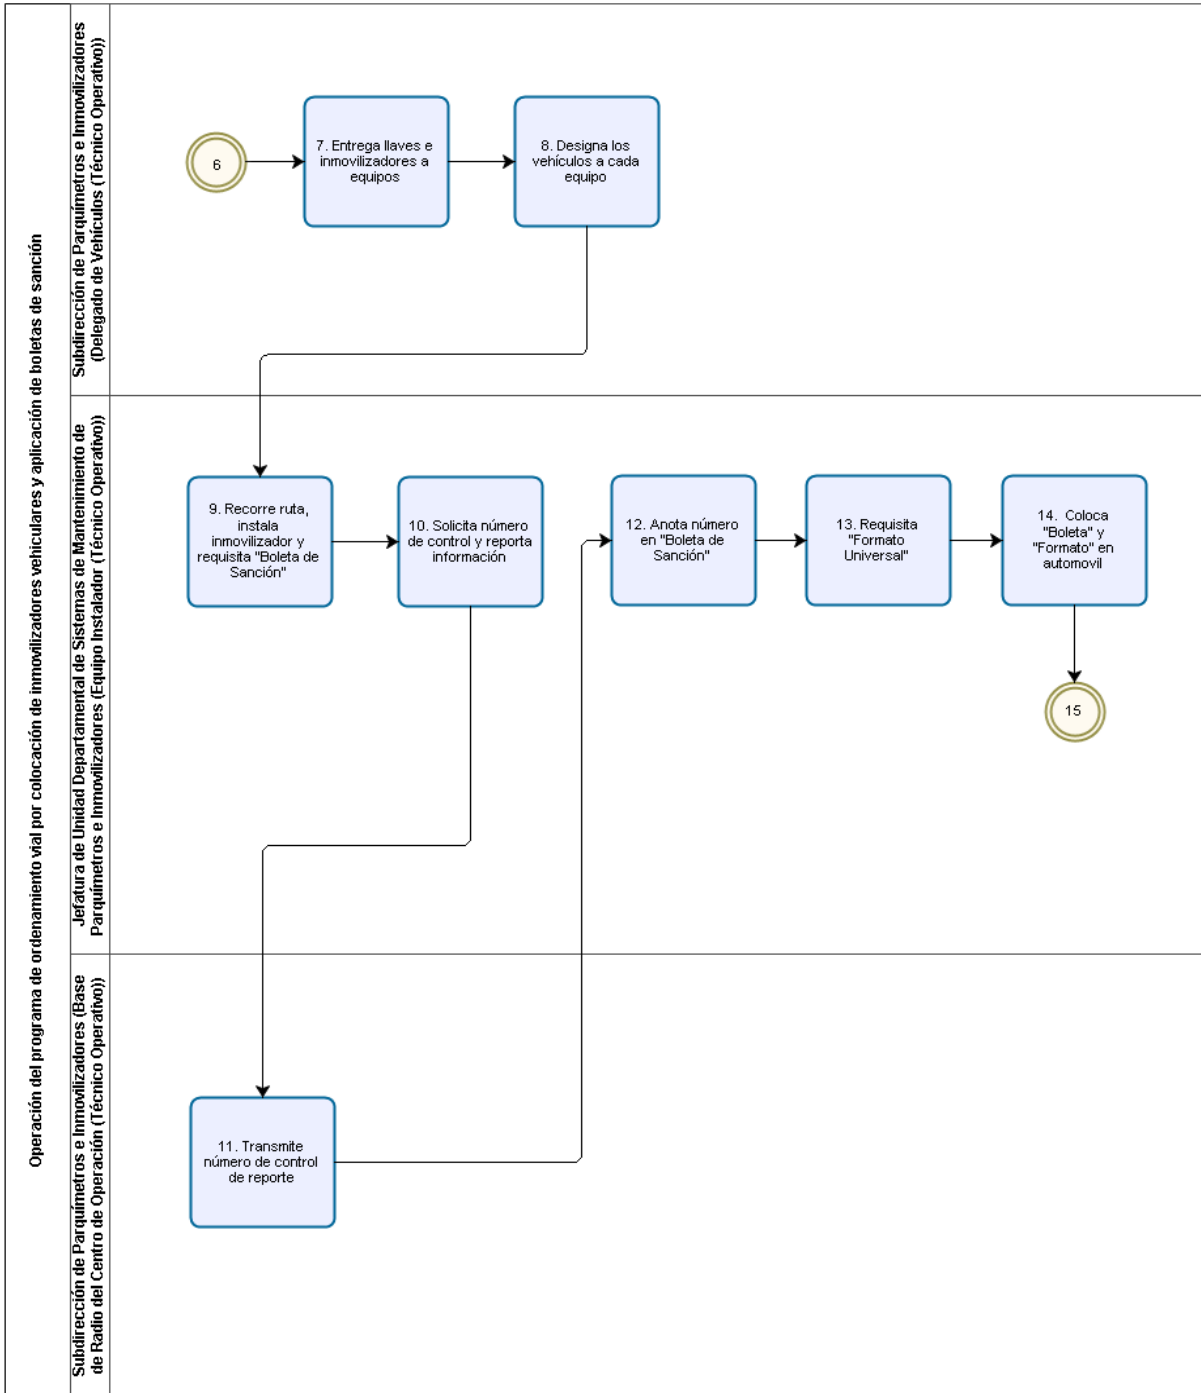 Operación del programa de ordenamiento vial por colocación de inmovilizadores vehiculares y aplicación de boletas de sanción
Subdirección de Parquímetros e Inmovilizadores
(Delegado de Vehículos (Técnico Operativo))
6
7. Entrega llaves e
inmovilizadores a
equipos
8. Designa los
vehículos a cada
equipo
Jefatura de Unidad Departamental de Sistemas de Mantenimiento de
Parquímetros e Inmovilizadores (Equipo Instalador (Técnico Operativo))
9. Recorre ruta,
instala
inmovilizador y
requisita "Boleta de
Sanción"
10. Solicita número
de control y reporta
información
12. Anota número
en "Boleta de
Sanción"
13. Requisita
"Formato
Universal"
14. Coloca
"Boleta" y
"Formato" en
automovil
15
Subdirección de Parquímetros e Inmovilizadores (Base
de Radio del Centro de Operación (Técnico Operativo))
11. Transmite
número de control
de reporte